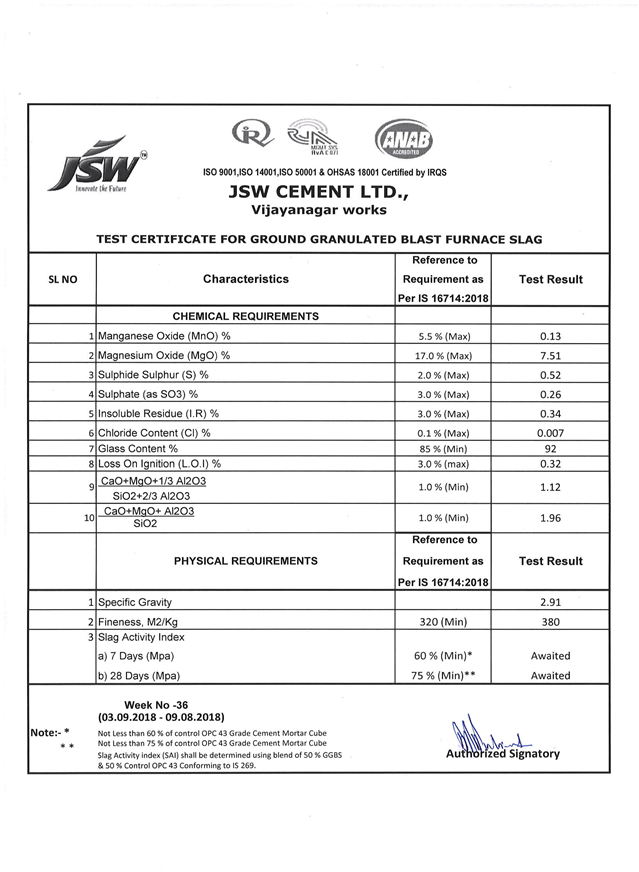 JSW TM
Innovate the Future
IRQ
RVA
MGMT SYS.
RvA C 071
ANAB
ACCREDITED
ISO 9001,ISO 14001,ISO 50001 & OHSAS 18001 Certified by IRQS
JSW CEMENT LTD.,
Vijayanagar works
TEST CERTIFICATE FOR GROUND GRANULATED BLAST FURNACE SLAG
SL NO Characteristics Reference to Requirement as Per IS 16714:2018 Test Result
CHEMICAL REQUIREMENTS
1 Manganese Oxide (MnO) % 5.5 % (Max) 0.13
2 Magnesium Oxide (MgO) % 17.0 % (Max) 7.51
3 Sulphide Sulphur (S) % 2.0 % (Max) 0.52
4 Sulphate (as SO3) % 3.0 % (Max) 0.26
5 Insoluble Residue (I.R) % 3.0 % (Max) 0.34
6 Chloride Content (Cl) % 0.1 % (Max) 0.007
7 Glass Content % 85 % (Min) 92
8 Loss On Ignition (L.O.I) % 3.0 % (max) 0.32
9 CaO+MgO+1/3 Al2O3
SiO2+2/3 Al2O3 1.0 % (Min) 1.12
10 CaO+MgO+ Al2O3
SiO2 1.0 % (Min) 1.96
PHYSICAL REQUIREMENTS Reference to Requirement as Per IS 16714:2018 Test Result
1 Specific Gravity 2.91
2 Fineness, M2/Kg 320 (Min) 380
3 Slag Activity Index
a) 7 Days (Mpa) 60 % (Min)* Awaited
b) 28 Days (Mpa) 75 % (Min)** Awaited
Week No -36
(03.09.2018 - 09.08.2018)
Note:- * Not Less than 60 % of control OPC 43 Grade Cement Mortar Cube
* * Not Less than 75 % of control OPC 43 Grade Cement Mortar Cube
Slag Activity index (SAI) shall be determined using blend of 50 % GGBS
& 50 % Control OPC 43 Conforming to IS 269.
Authorized Signatory